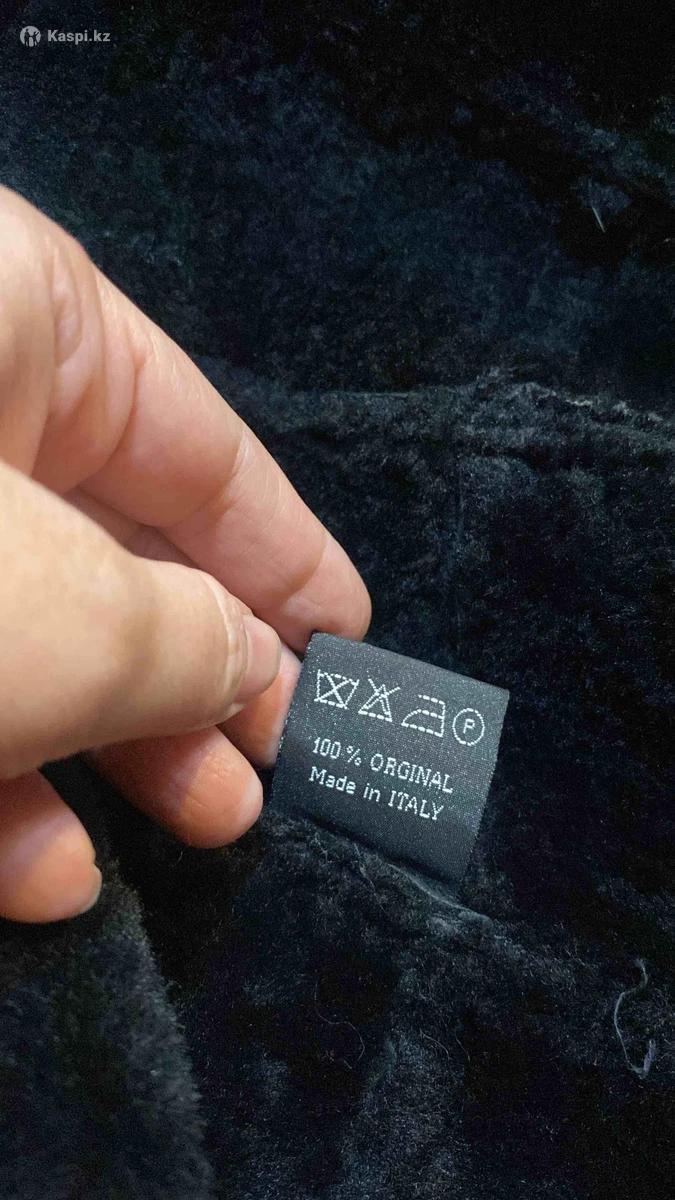 Kaspi.kz
P
100% ORGINAL
Made in ITALY